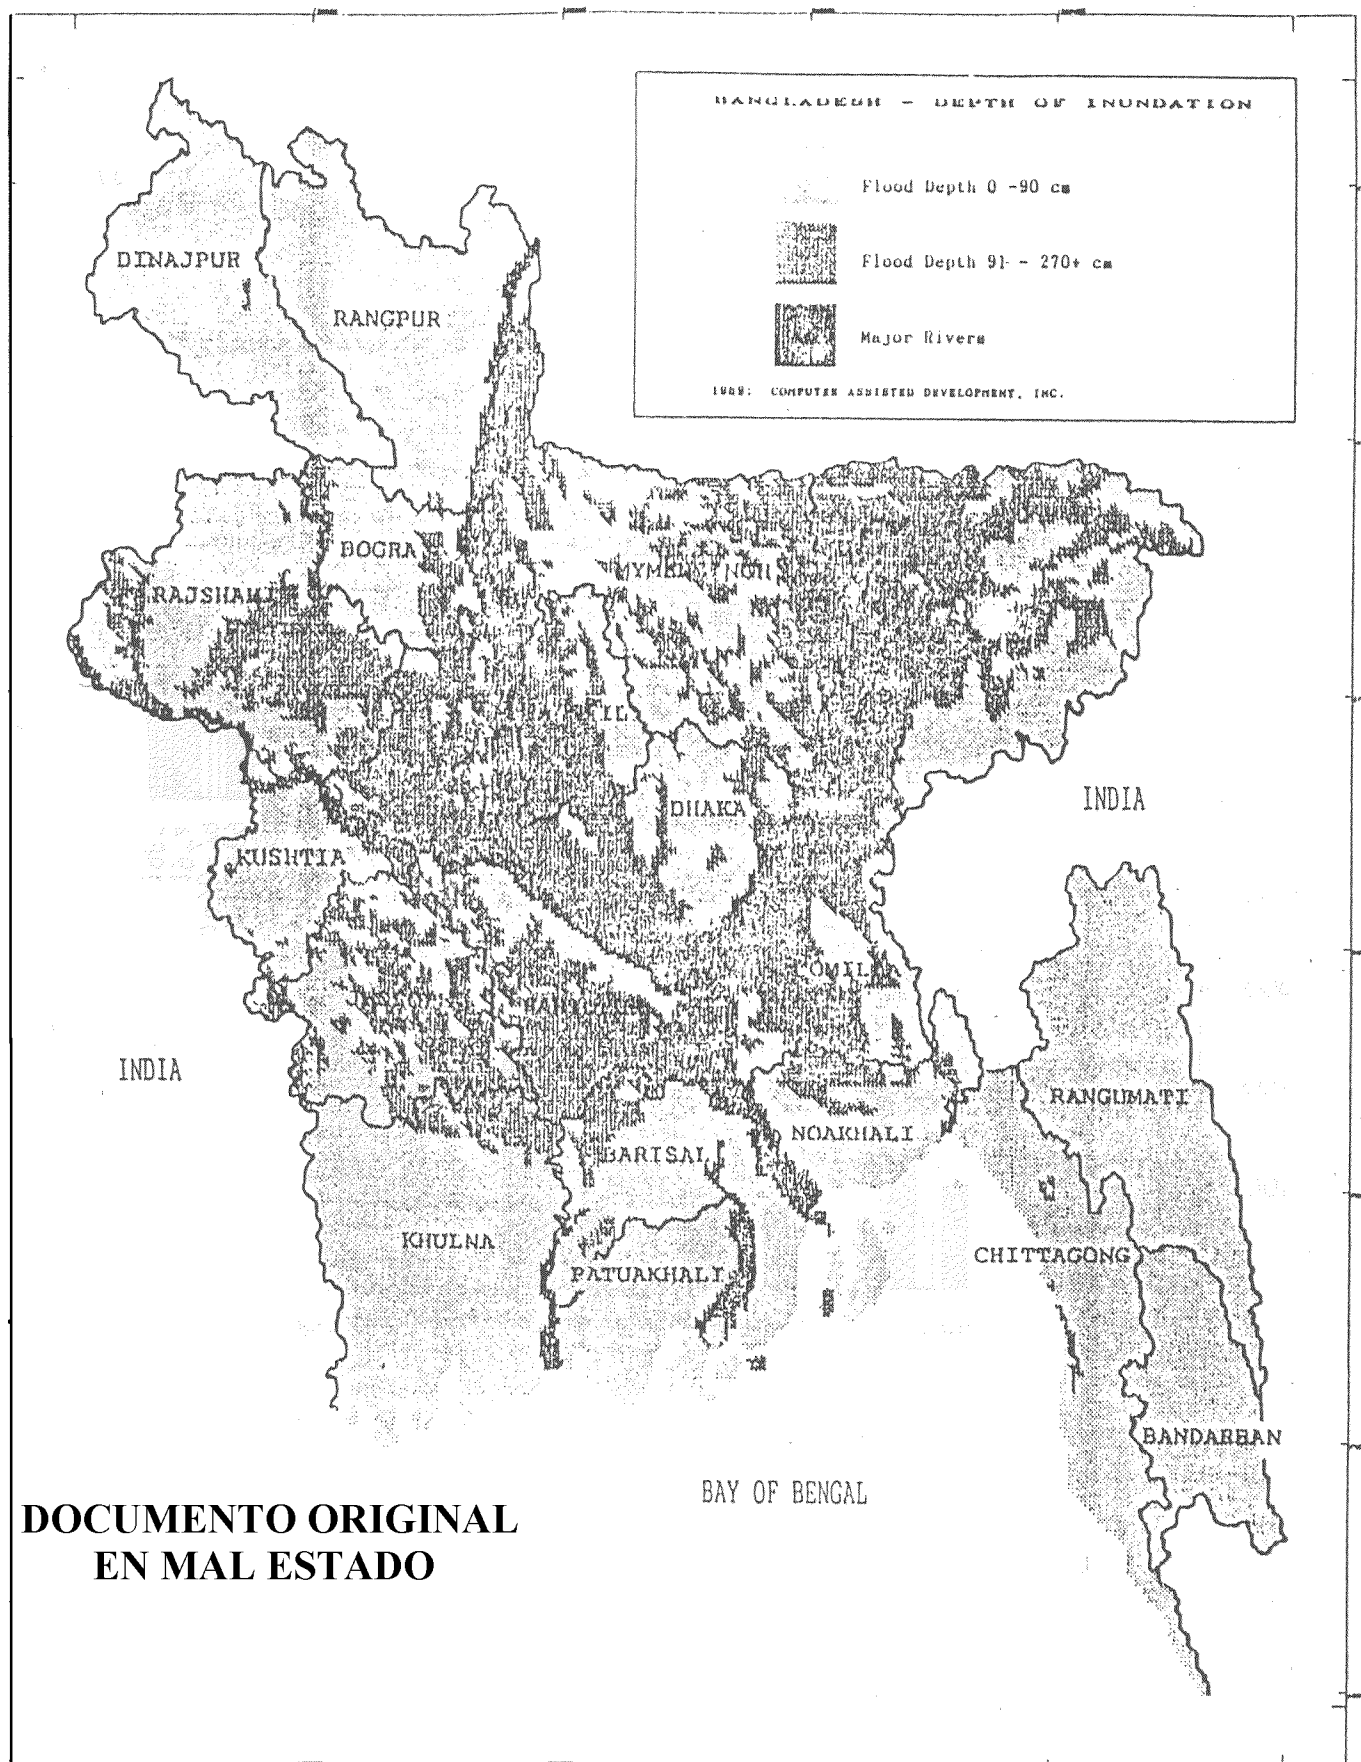 BANGLADESH - DEPTH OF INUNDATION
Flood Depth 0 -90 cm
Flood Depth 91 - 270+ cm
Major Rivers
COMPUTER ASSISTED DEVELOPMENT, INC.
DINAJPUR
RANGPUR
BOGRA
RAJSHAHI
DHAKA
INDIA
KUSHTIA
INDIA
RANGUMATI
NOAKHALI
BARISAL
KHULNA
CHITTAGONG
PATUAKHALI
BANDARBAN
BAY OF BENGAL
DOCUMENTO ORIGINAL
EN MAL ESTADO